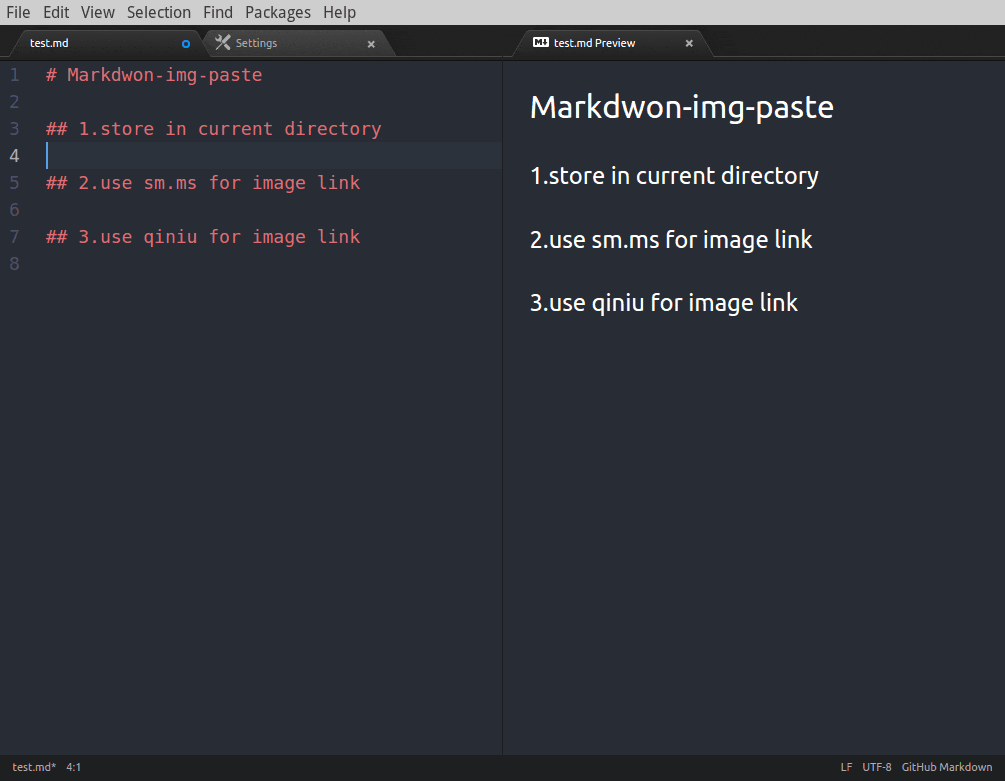 File Edit View Selection Find Packages Help
test.md Settings test.md Preview
1 # Markdwon-img-paste
2
3 ## 1.store in current directory
4
5 ## 2.use sm.ms for image link
6
7 ## 3.use qiniu for image link
8
Markdwon-img-paste
1.store in current directory
2.use sm.ms for image link
3.use qiniu for image link
test.md* 4:1 LF UTF-8 GitHub Markdown